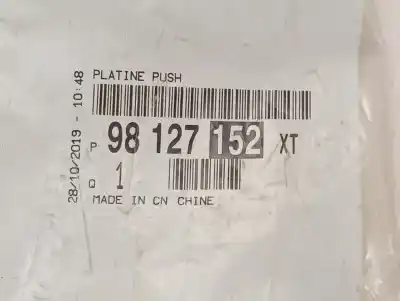 PLATINE PUSH
P 98 127 152 XT
Q 1
MADE IN CN CHINE
28/10/2019 - 10:48